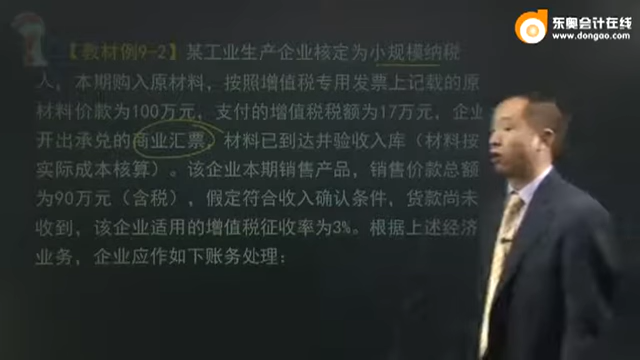 东奥会计在线
www.dongao.com
【教材例9-2】某工业生产企业核定为小规模纳税
人，本期购入原材料，按照增值税专用发票上记载的原
材料价款为100万元，支付的增值税税额为17万元，企业
开出承兑的商业汇票，材料已到达并验收入库（材料按
实际成本核算）。该企业本期销售产品，销售价款总额
为90万元（含税），假定符合收入确认条件，货款尚未
收到，该企业适用的增值税征收率为3%。根据上述经济
业务，企业应作如下账务处理：